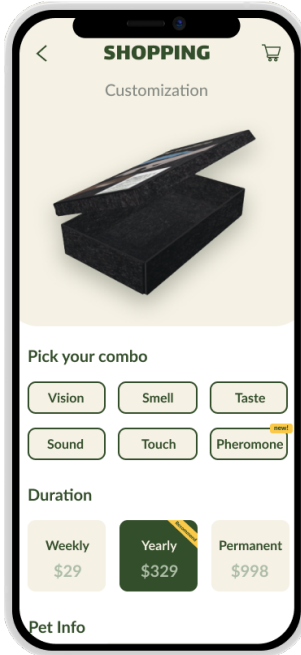 SHOPPING
Customization
Pick your combo
Vision Smell Taste
new!
Sound Touch Pheromone
Duration
Weekly Yearly Permanent
$29 $329 $998
Pet Info